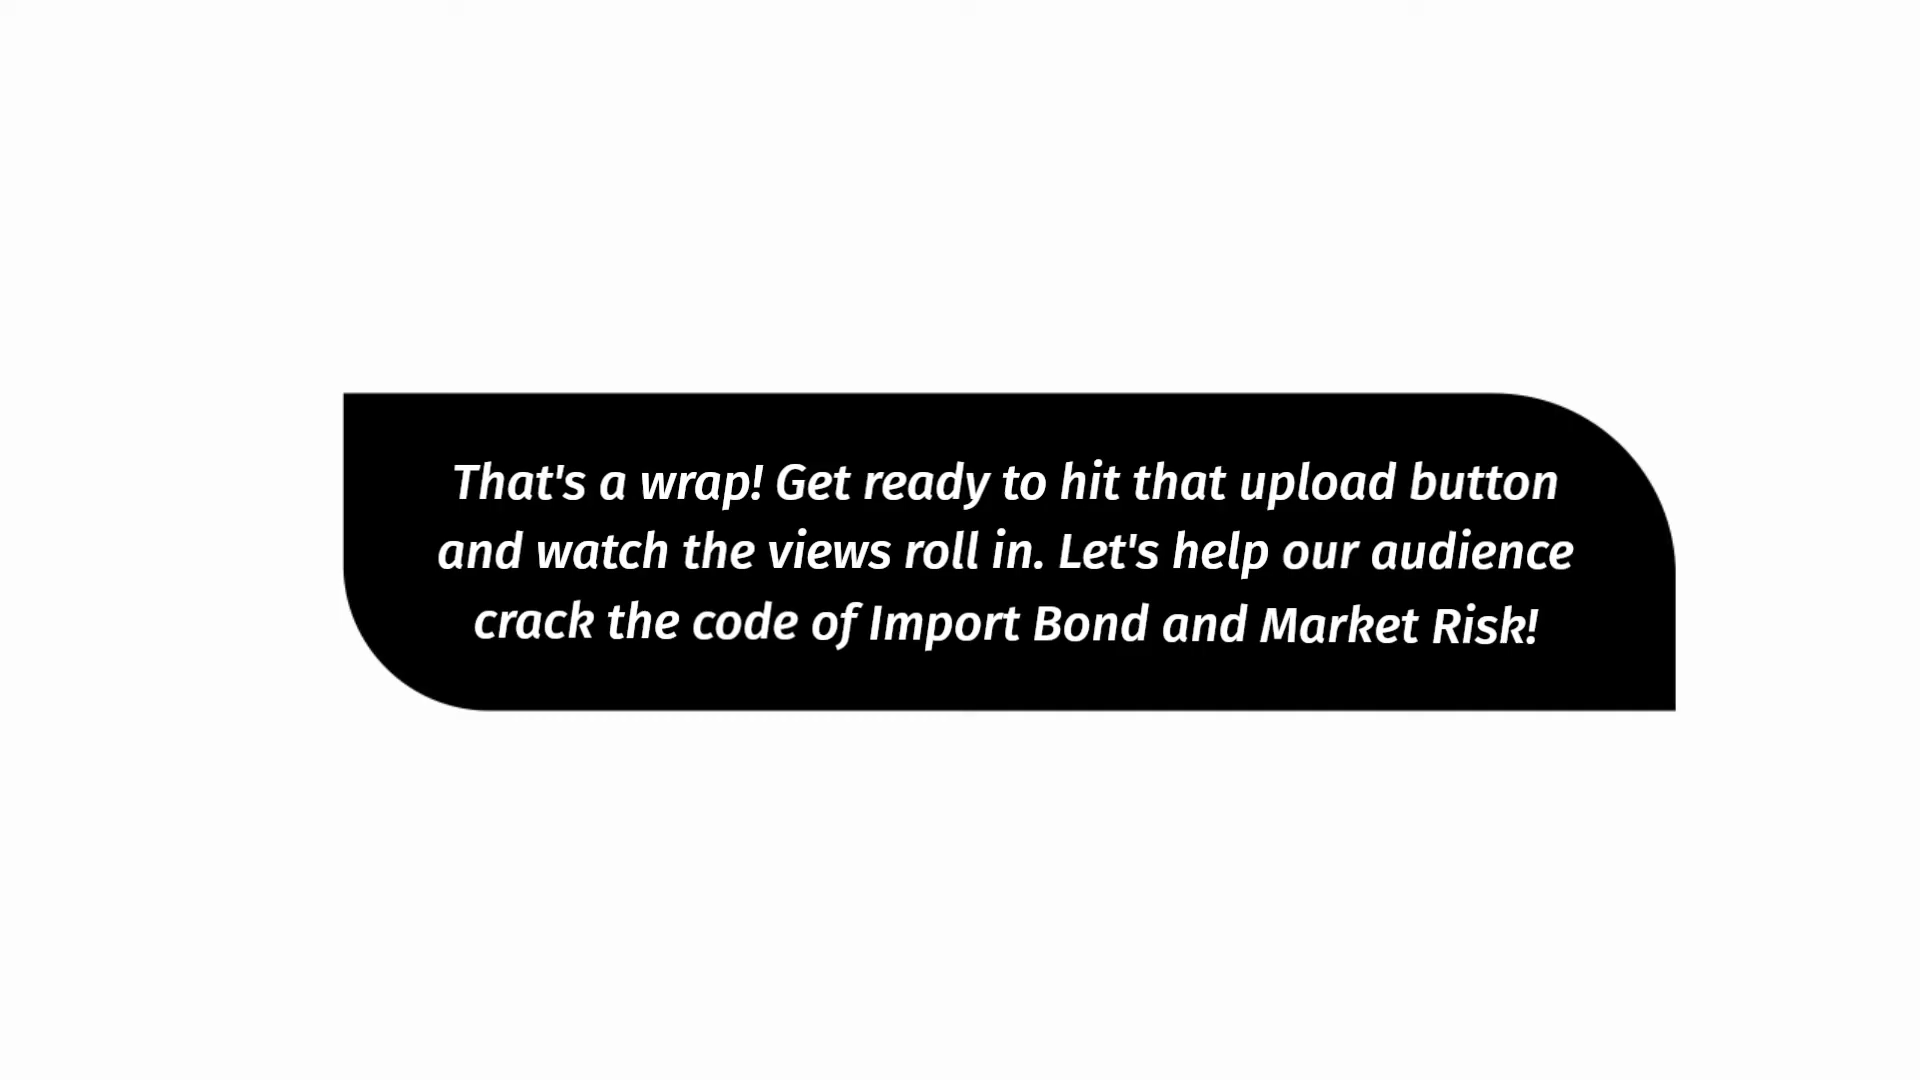 That's a wrap! Get ready to hit that upload button
and watch the views roll in. Let's help our audience
crack the code of Import Bond and Market Risk!